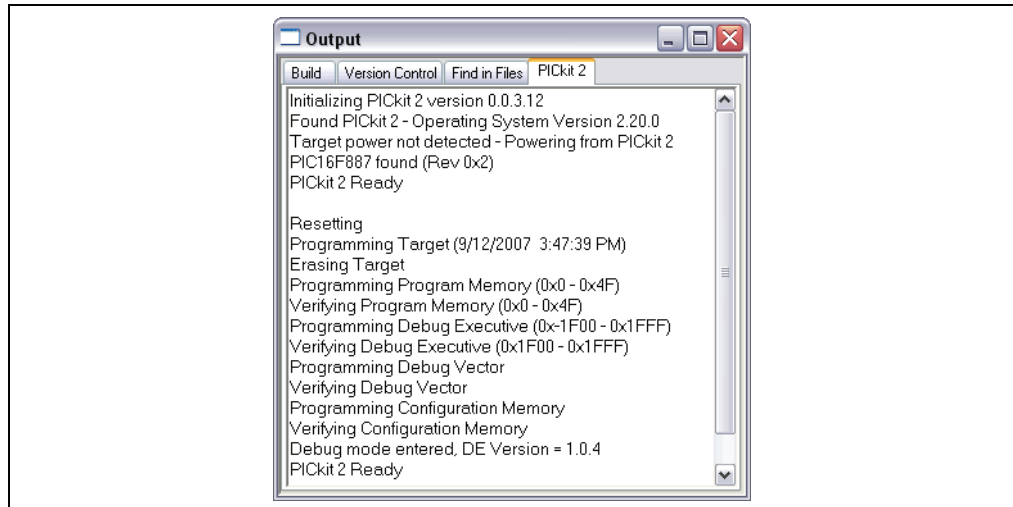 Output
Build Version Control Find in Files PICkit 2
Initializing PICkit 2 version 0.0.3.12
Found PICkit 2 - Operating System Version 2.20.0
Target power not detected - Powering from PICkit 2
PIC16F887 found (Rev 0x2)
PICkit 2 Ready
Resetting
Programming Target (9/12/2007 3:47:39 PM)
Erasing Target
Programming Program Memory (0x0 - 0x4F)
Verifying Program Memory (0x0 - 0x4F)
Programming Debug Executive (0x-1F00 - 0x1FFF)
Verifying Debug Executive (0x1F00 - 0x1FFF)
Programming Debug Vector
Verifying Debug Vector
Programming Configuration Memory
Verifying Configuration Memory
Debug mode entered, DE Version = 1.0.4
PICkit 2 Ready